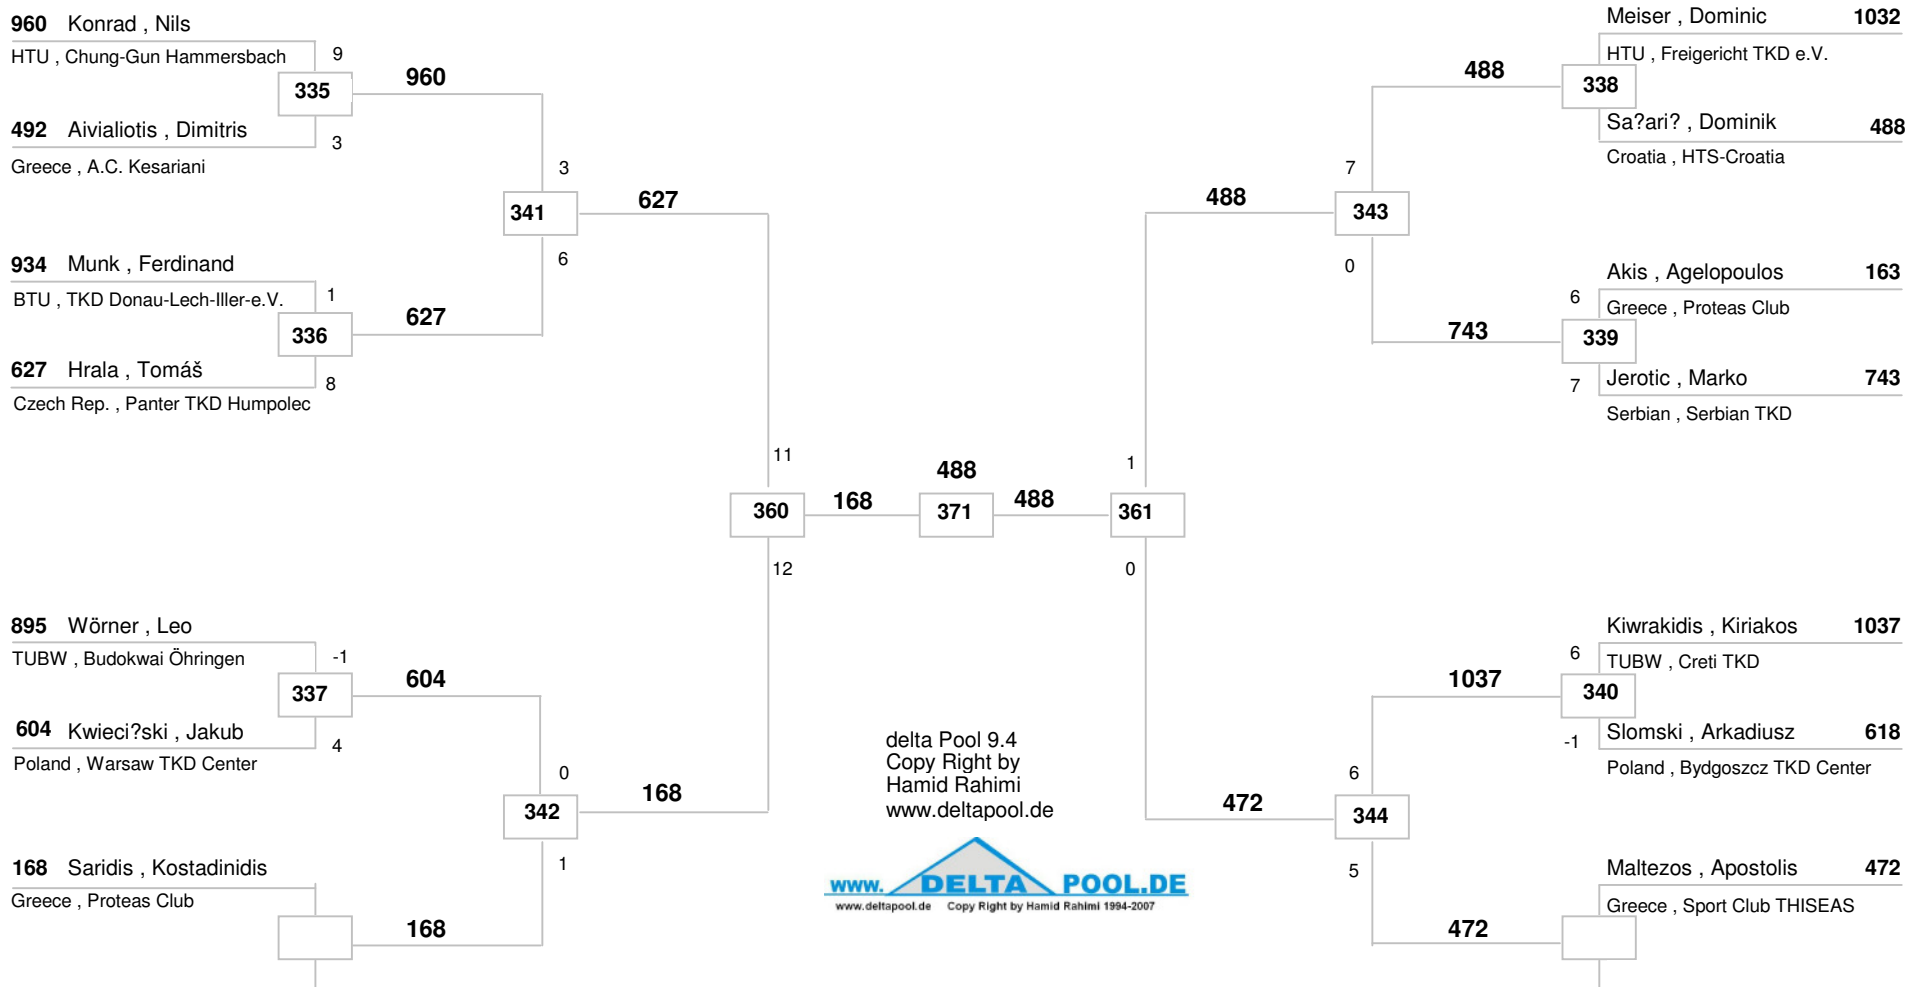 960 Konrad , Nils
HTU , Chung-Gun Hammersbach
9
335
960
492 Aivialiotis , Dimitris
3
Greece , A.C. Kesariani
3
341
627
6
934 Munk , Ferdinand
BTU , TKD Donau-Lech-Iller-e.V.
1
336
627
627 Hrala , Tomáš
8
Czech Rep. , Panter TKD Humpolec
11
360
168
12
895 Wörner , Leo
TUBW , Budokwai Öhringen
-1
337
604
604 Kwieci?ski , Jakub
4
Poland , Warsaw TKD Center
0
342
168
1
168 Saridis , Kostadinidis
Greece , Proteas Club
168
488
371
488
delta Pool 9.4
Copy Right by
Hamid Rahimi
www.deltapool.de
www. DELTA POOL.DE
www.deltapool.de Copy Right by Hamid Rahimi 1994-2007
Meiser , Dominic 1032
HTU , Freigericht TKD e.V.
488
338
Sa?ari? , Dominik 488
Croatia , HTS-Croatia
7
488
343
0
Akis , Agelopoulos 163
6
Greece , Proteas Club
743
339
7
Jerotic , Marko 743
Serbian , Serbian TKD
1
361
0
Kiwrakidis , Kiriakos 1037
6
TUBW , Creti TKD
1037
340
Slomski , Arkadiusz 618
-1
Poland , Bydgoszcz TKD Center
6
472
344
5
Maltezos , Apostolis 472
Greece , Sport Club THISEAS
472